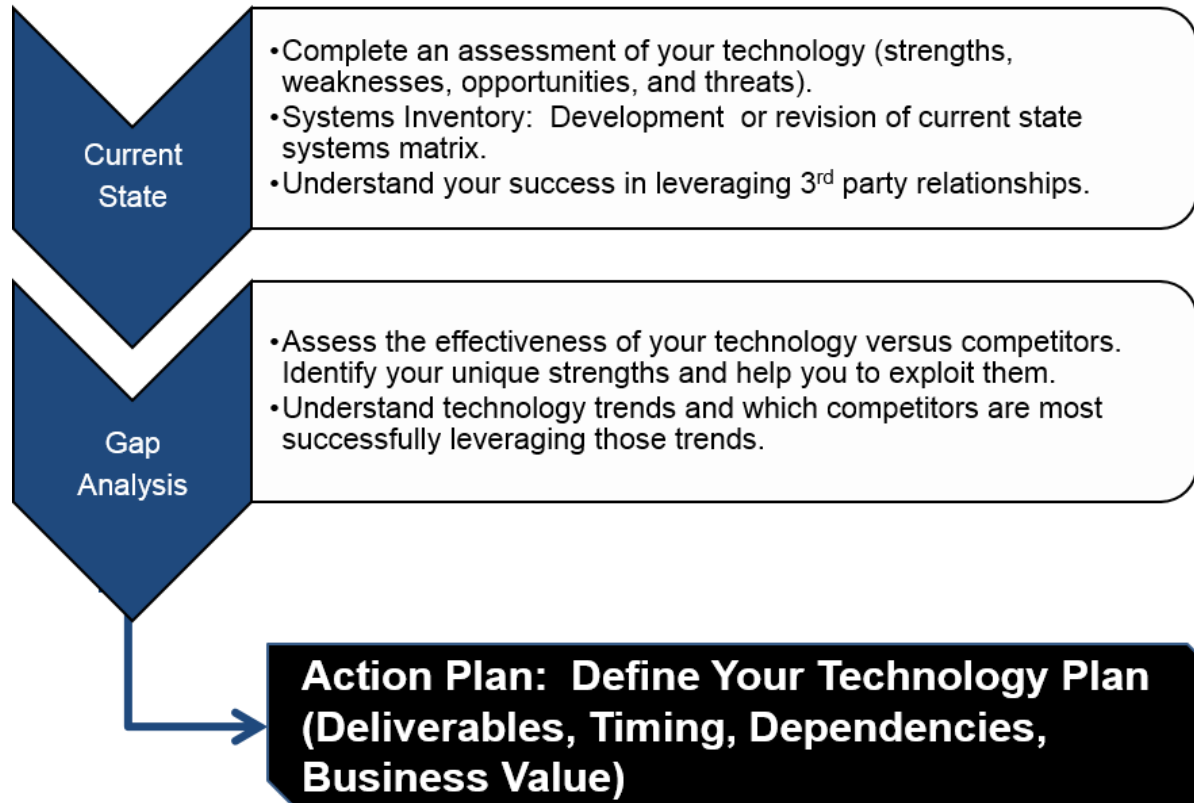 •Complete an assessment of your technology (strengths,
weaknesses, opportunities, and threats).
•Systems Inventory:  Development  or revision of current state
systems matrix.
•Understand your success in leveraging 3rd party relationships.
Current
State
•Assess the effectiveness of your technology versus competitors.
Identify your unique strengths and help you to exploit them.
•Understand technology trends and which competitors are most
successfully leveraging those trends.
Gap
Analysis
Action Plan:  Define Your Technology Plan
(Deliverables, Timing, Dependencies,
Business Value)